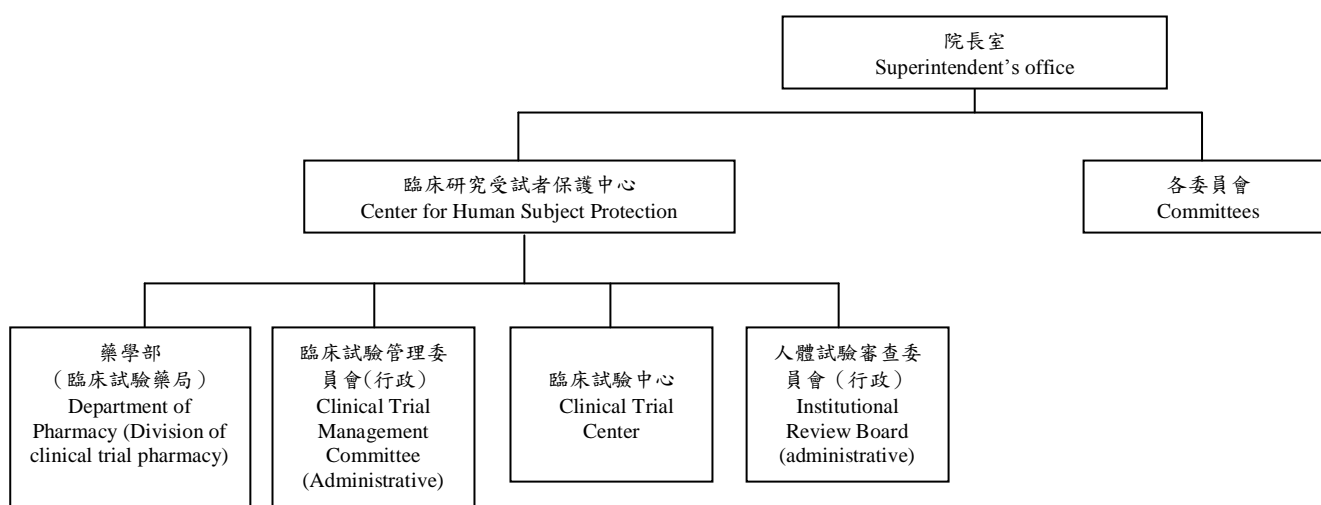 院長室
Superintendent’s office
臨床研究受試者保護中心
Center for Human Subject Protection
各委員會
Committees
藥學部
（臨床試驗藥局）
Department of
Pharmacy (Division of
clinical trial pharmacy)
臨床試驗管理委
員會(行政）
Clinical Trial
Management
Committee
(Administrative)
臨床試驗中心
Clinical Trial
Center
人體試驗審查委
員會（行政）
Institutional
Review Board
(administrative)